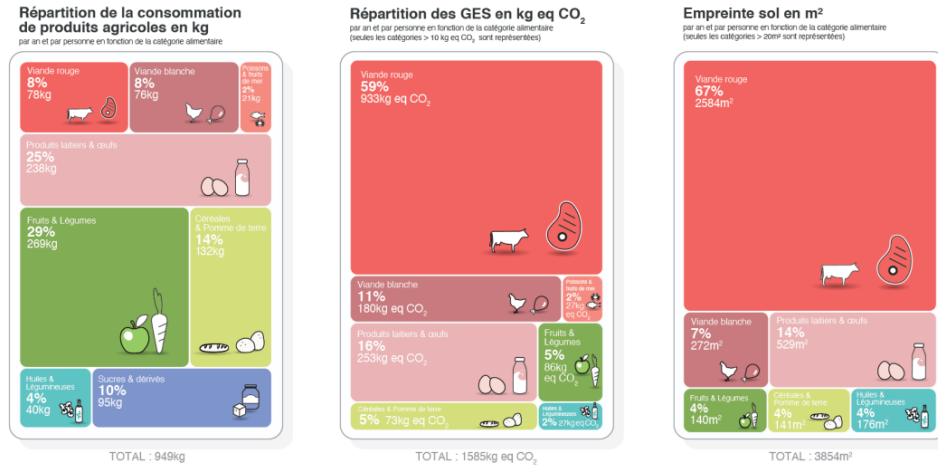 Répartition de la consommation
de produits agricoles en kg
par an et par personne en fonction de la catégorie alimentaire
Viande rouge
8%
78kg
Viande blanche
8%
76kg
Poissons
& fruits
de mer
2%
21kg
Produits laitiers & œufs
25%
238kg
Fruits & Légumes
29%
269kg
Céréales
& Pomme de terre
14%
132kg
Huiles &
Légumineuses
4%
40kg
Sucres & dérivés
10%
95kg
TOTAL : 949kg
Répartition des GES en kg eq CO2
par an et par personne en fonction de la catégorie alimentaire
(seules les catégories > 10 kg eq CO2 sont représentées)
Viande rouge
59%
933kg eq CO2
Viande blanche
11%
180kg eq CO2
Poissons &
fruits de mer
2%
27kg
eq CO2
Produits laitiers & œufs
16%
253kg eq CO2
Fruits &
Légumes
5%
86kg
eq CO2
Céréales & Pomme de terre
5% 73kg eq CO2
Huiles &
Légumineuses
2% 27kg eq CO2
TOTAL : 1585kg eq CO2
Empreinte sol en m²
par an et par personne en fonction de la catégorie alimentaire
(seules les catégories > 20m² sont représentées)
Viande rouge
67%
2584m²
Viande blanche
7%
272m²
Produits laitiers & œufs
14%
529m²
Fruits & Légumes
4%
140m²
Céréales &
Pomme de terre
4%
141m²
Huiles &
Légumineuses
4%
176m²
TOTAL : 3854m²